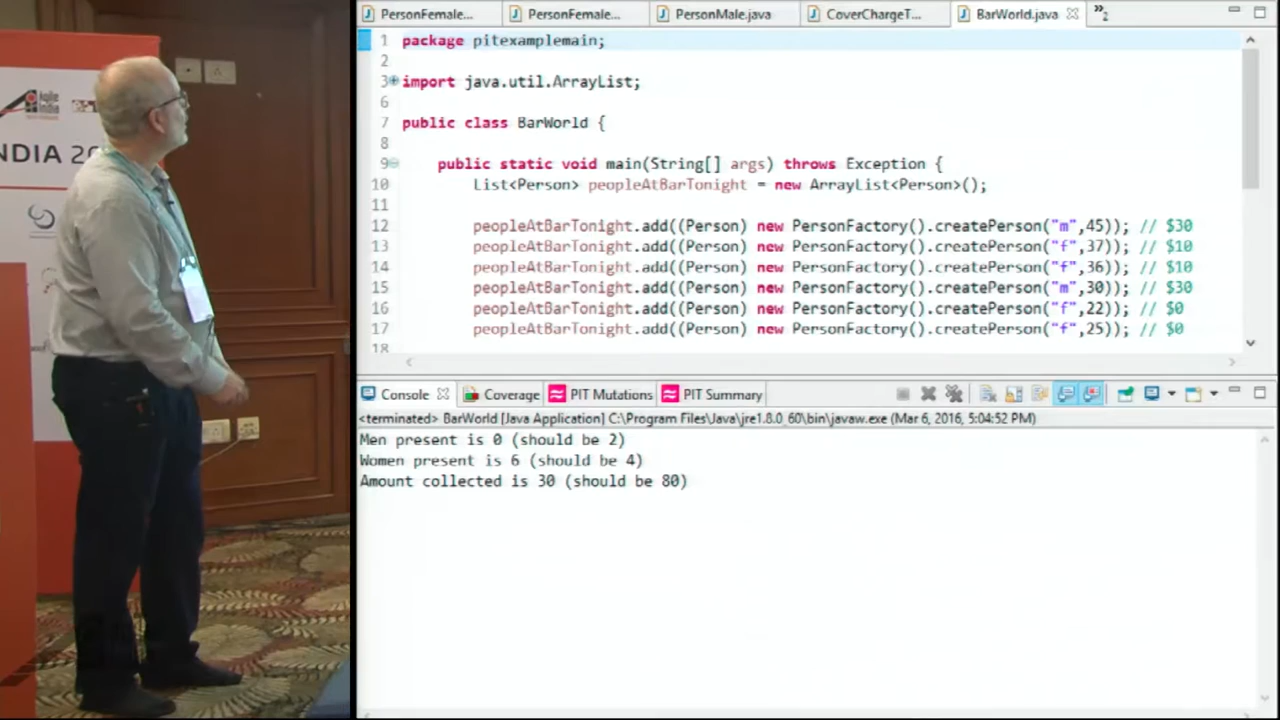 agile
india
NDIA 20
PersonFemale...
PersonFemale...
PersonMale.java
CoverChargeT...
BarWorld.java
»2
1 package pitexamplemain;
2
3 import java.util.ArrayList;
6
7 public class BarWorld {
8
9 public static void main(String[] args) throws Exception {
10 List<Person> peopleAtBarTonight = new ArrayList<Person>();
11
12 peopleAtBarTonight.add((Person) new PersonFactory().createPerson("m",45)); // $30
13 peopleAtBarTonight.add((Person) new PersonFactory().createPerson("f",37)); // $10
14 peopleAtBarTonight.add((Person) new PersonFactory().createPerson("f",36)); // $10
15 peopleAtBarTonight.add((Person) new PersonFactory().createPerson("m",30)); // $30
16 peopleAtBarTonight.add((Person) new PersonFactory().createPerson("f",22)); // $0
17 peopleAtBarTonight.add((Person) new PersonFactory().createPerson("f",25)); // $0
18
Console
Coverage
PIT Mutations
PIT Summary
<terminated> BarWorld [Java Application] C:\Program Files\Java\jre1.8.0_60\bin\javaw.exe (Mar 6, 2016, 5:04:52 PM)
Men present is 0 (should be 2)
Women present is 6 (should be 4)
Amount collected is 30 (should be 80)